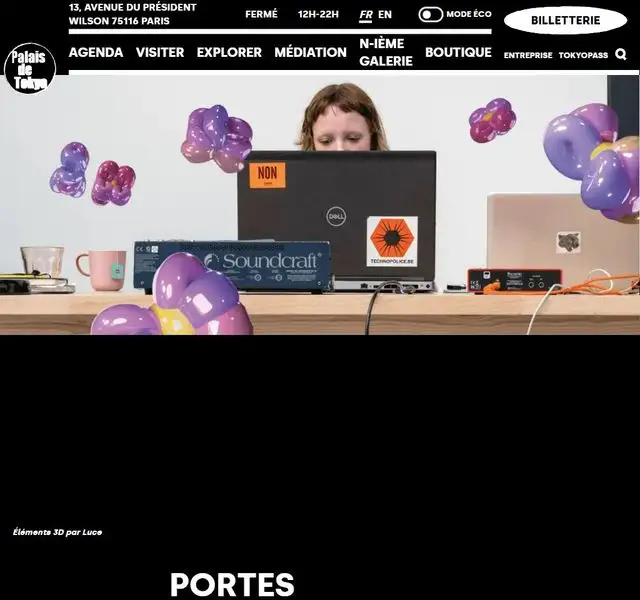 13, AVENUE DU PRÉSIDENT
WILSON 75116 PARIS
FERMÉ
12H-22H
FR EN
MODE ÉCO
BILLETTERIE
Palais
de
Tokyo
AGENDA
VISITER
EXPLORER
MÉDIATION
N-IÈME
GALERIE
BOUTIQUE
ENTREPRISE
TOKYOPASS
NON
DELL
TECHNOPOLICE.BE
Soundcraft
Éléments 3D par Luce
PORTES